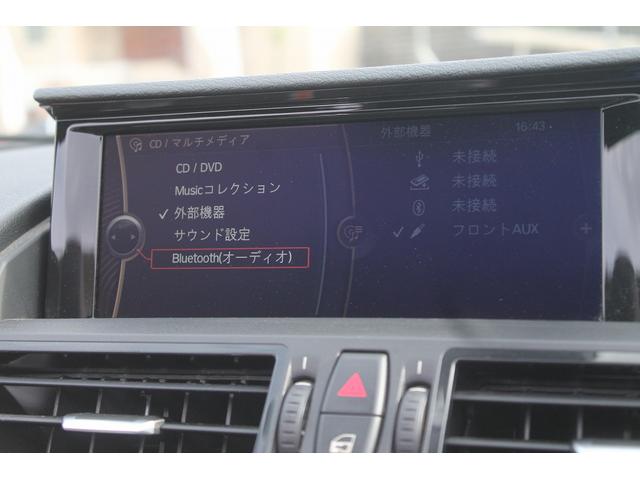 CD / マルチメディア
外部機器
16:43
CD / DVD
Musicコレクション
外部機器
サウンド設定
Bluetooth(オーディオ)
未接続
未接続
未接続
フロントAUX